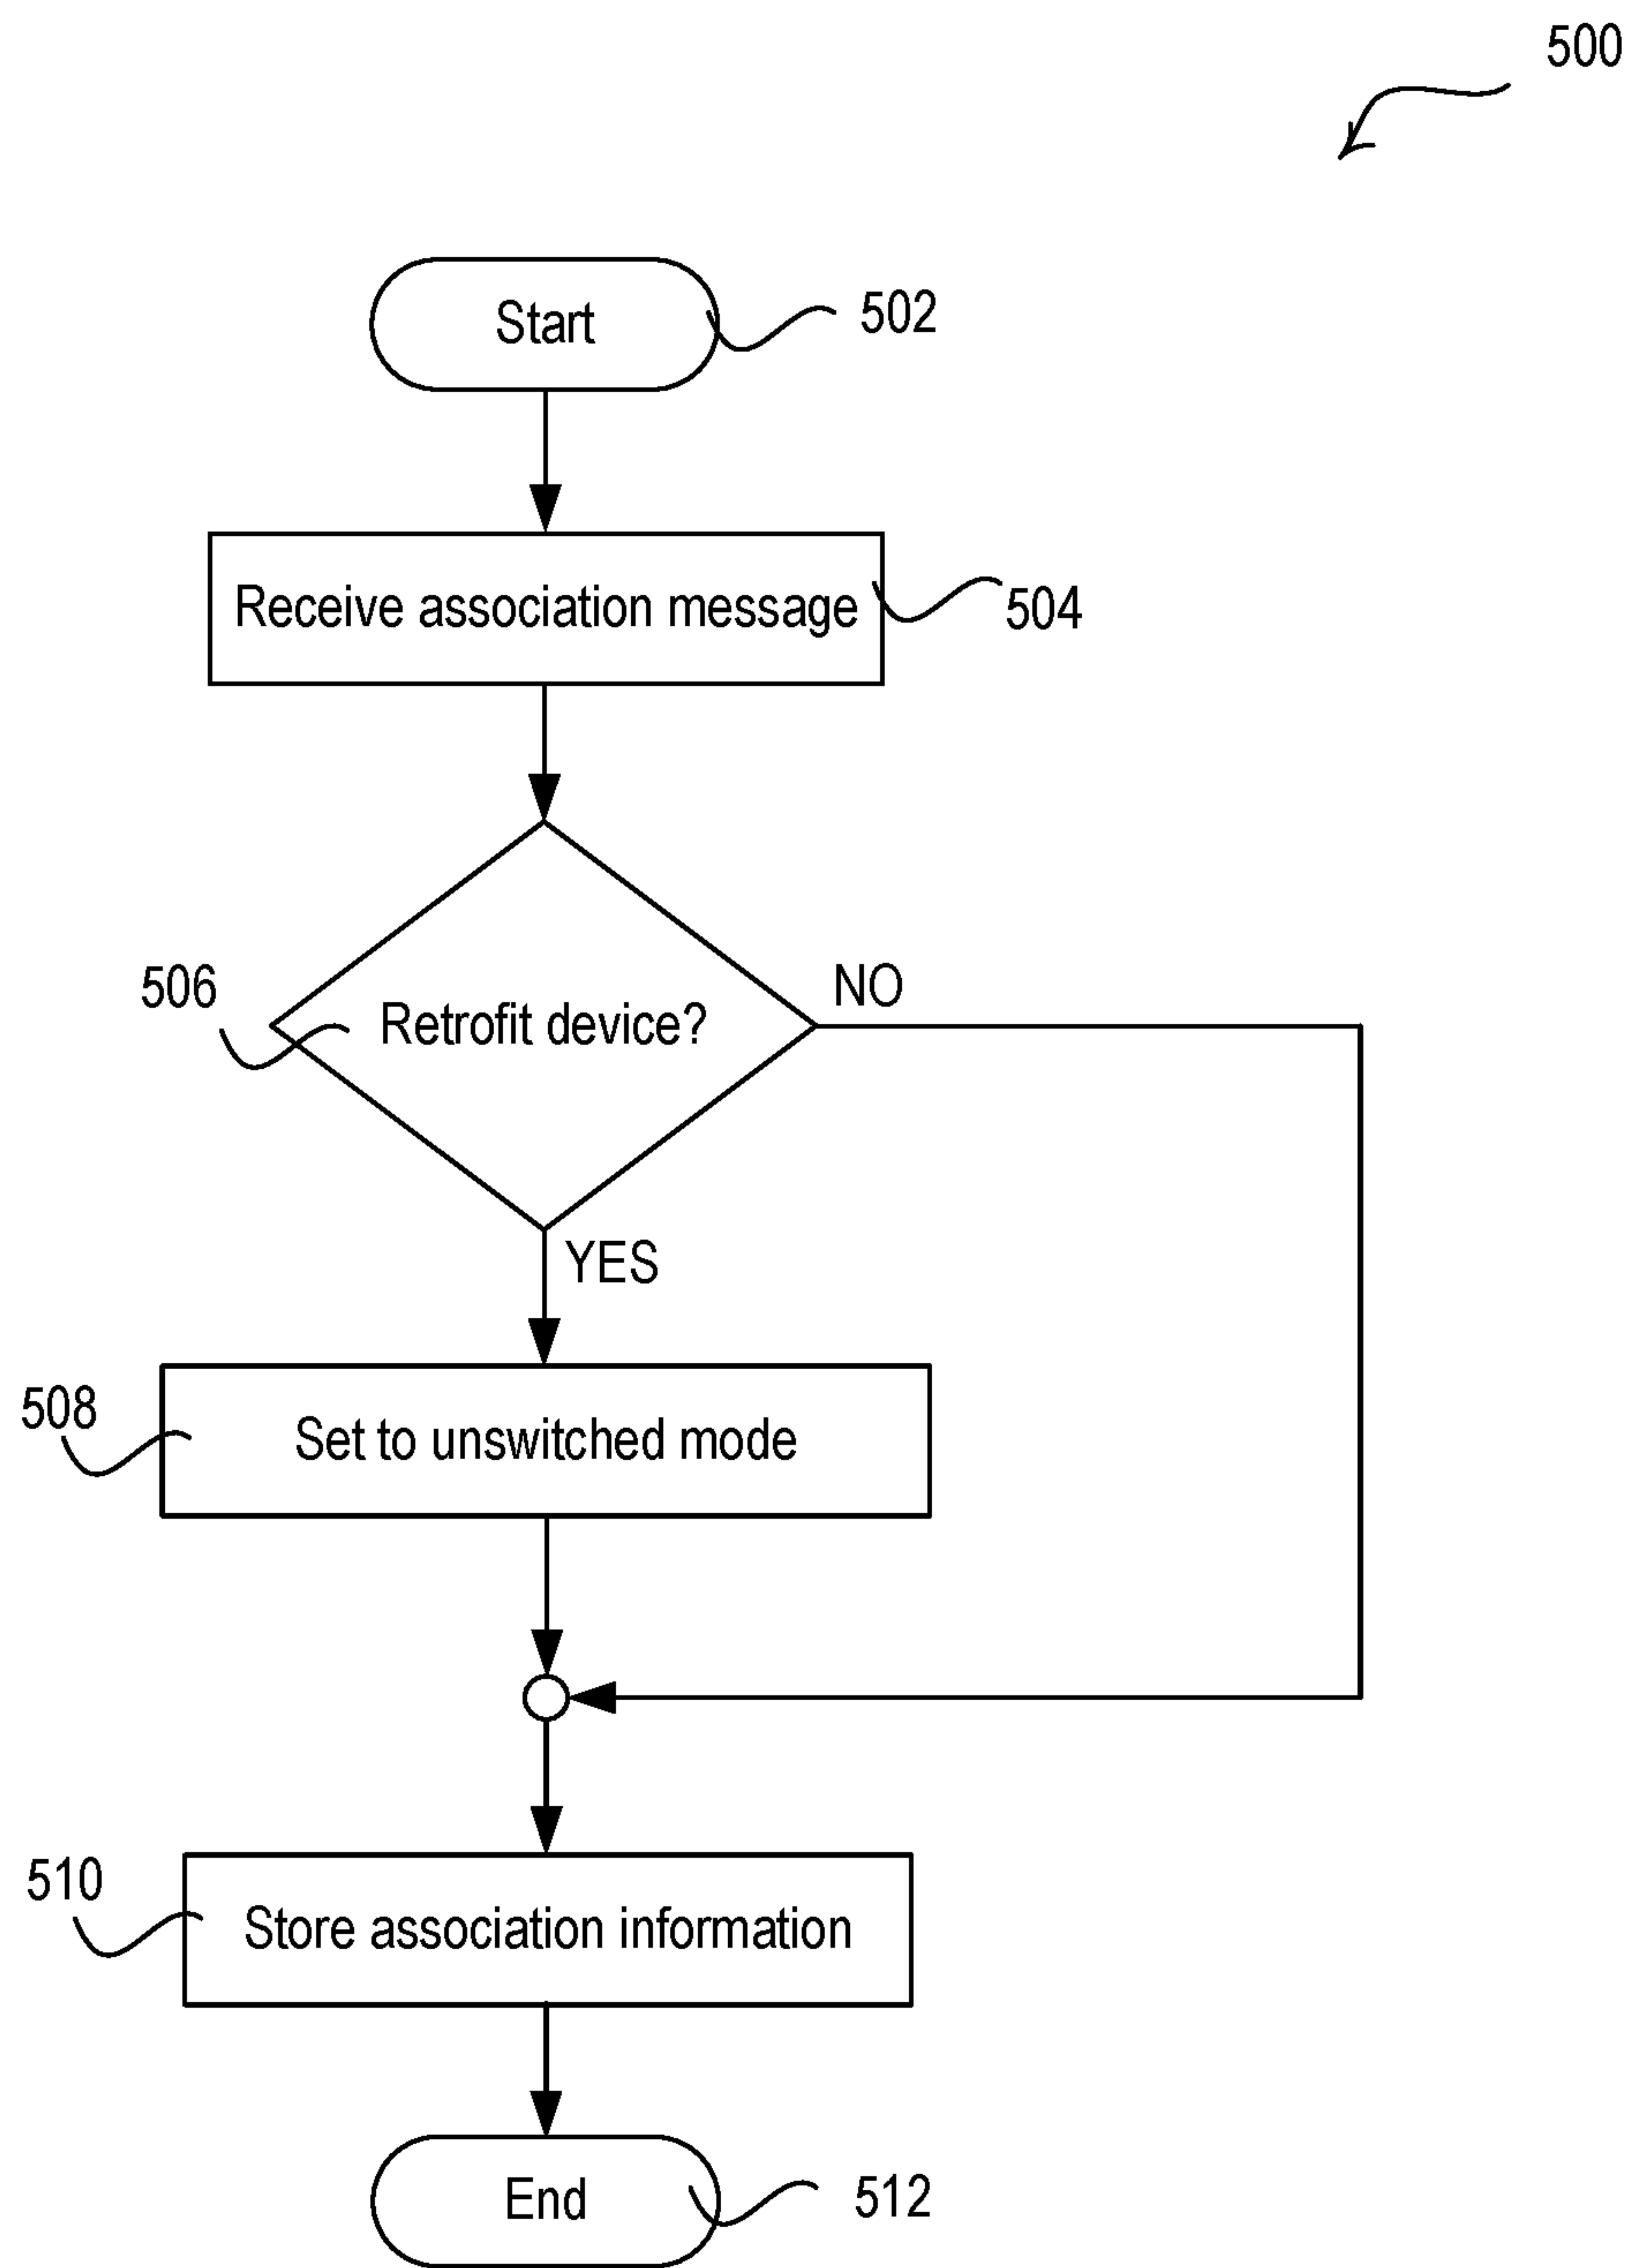 500
Start
502
Receive association message
504
506
Retrofit device?
NO
YES
508
Set to unswitched mode
510
Store association information
End
512